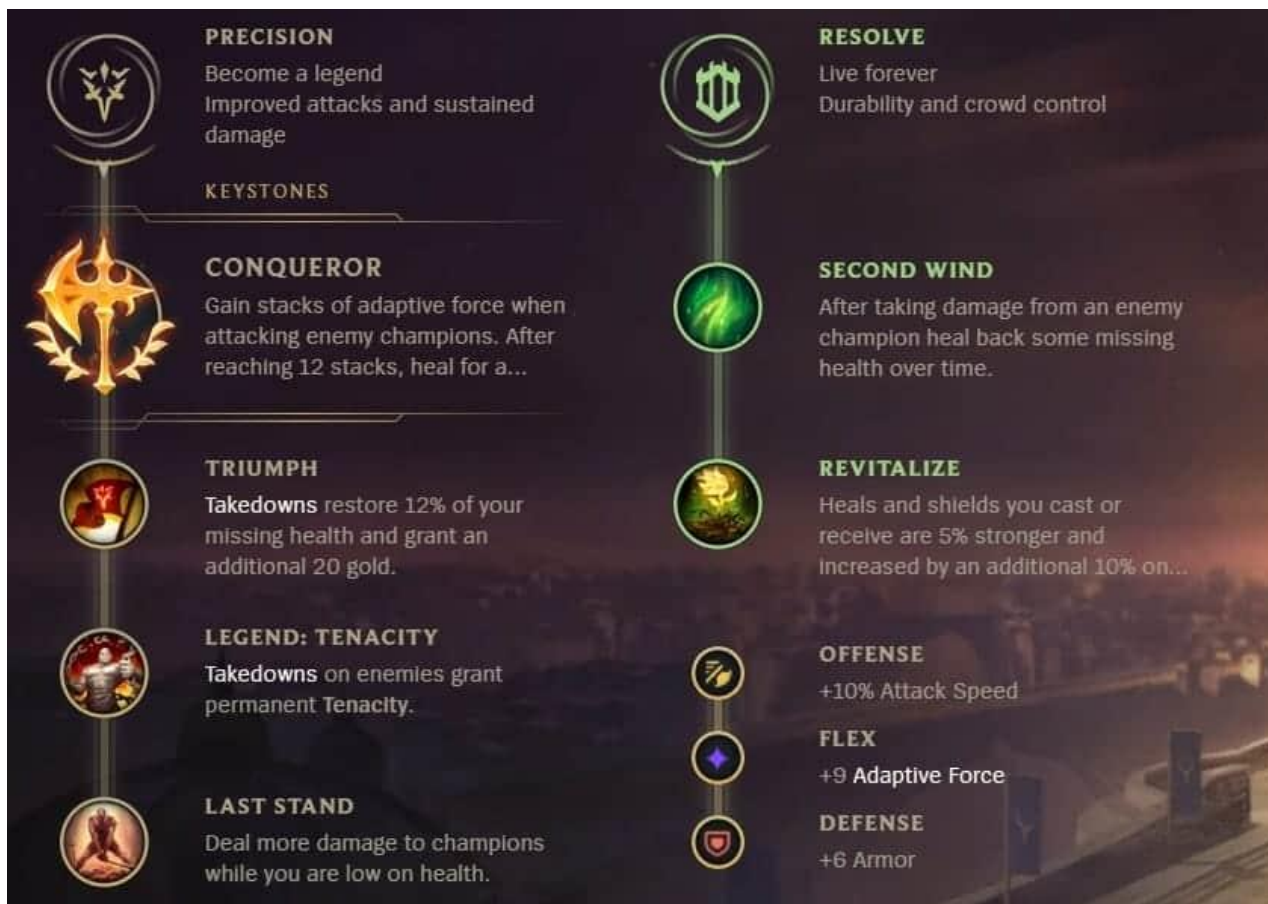 PRECISION
Become a legend
Improved attacks and sustained
damage
KEYSTONES
CONQUEROR
Gain stacks of adaptive force when
attacking enemy champions. After
reaching 12 stacks, heal for a...
TRIUMPH
Takedowns restore 12% of your
missing health and grant an
additional 20 gold.
LEGEND: TENACITY
Takedowns on enemies grant
permanent Tenacity.
LAST STAND
Deal more damage to champions
while you are low on health.
RESOLVE
Live forever
Durability and crowd control
SECOND WIND
After taking damage from an enemy
champion heal back some missing
health over time.
REVITALIZE
Heals and shields you cast or
receive are 5% stronger and
increased by an additional 10% on...
OFFENSE
+10% Attack Speed
FLEX
+9 Adaptive Force
DEFENSE
+6 Armor